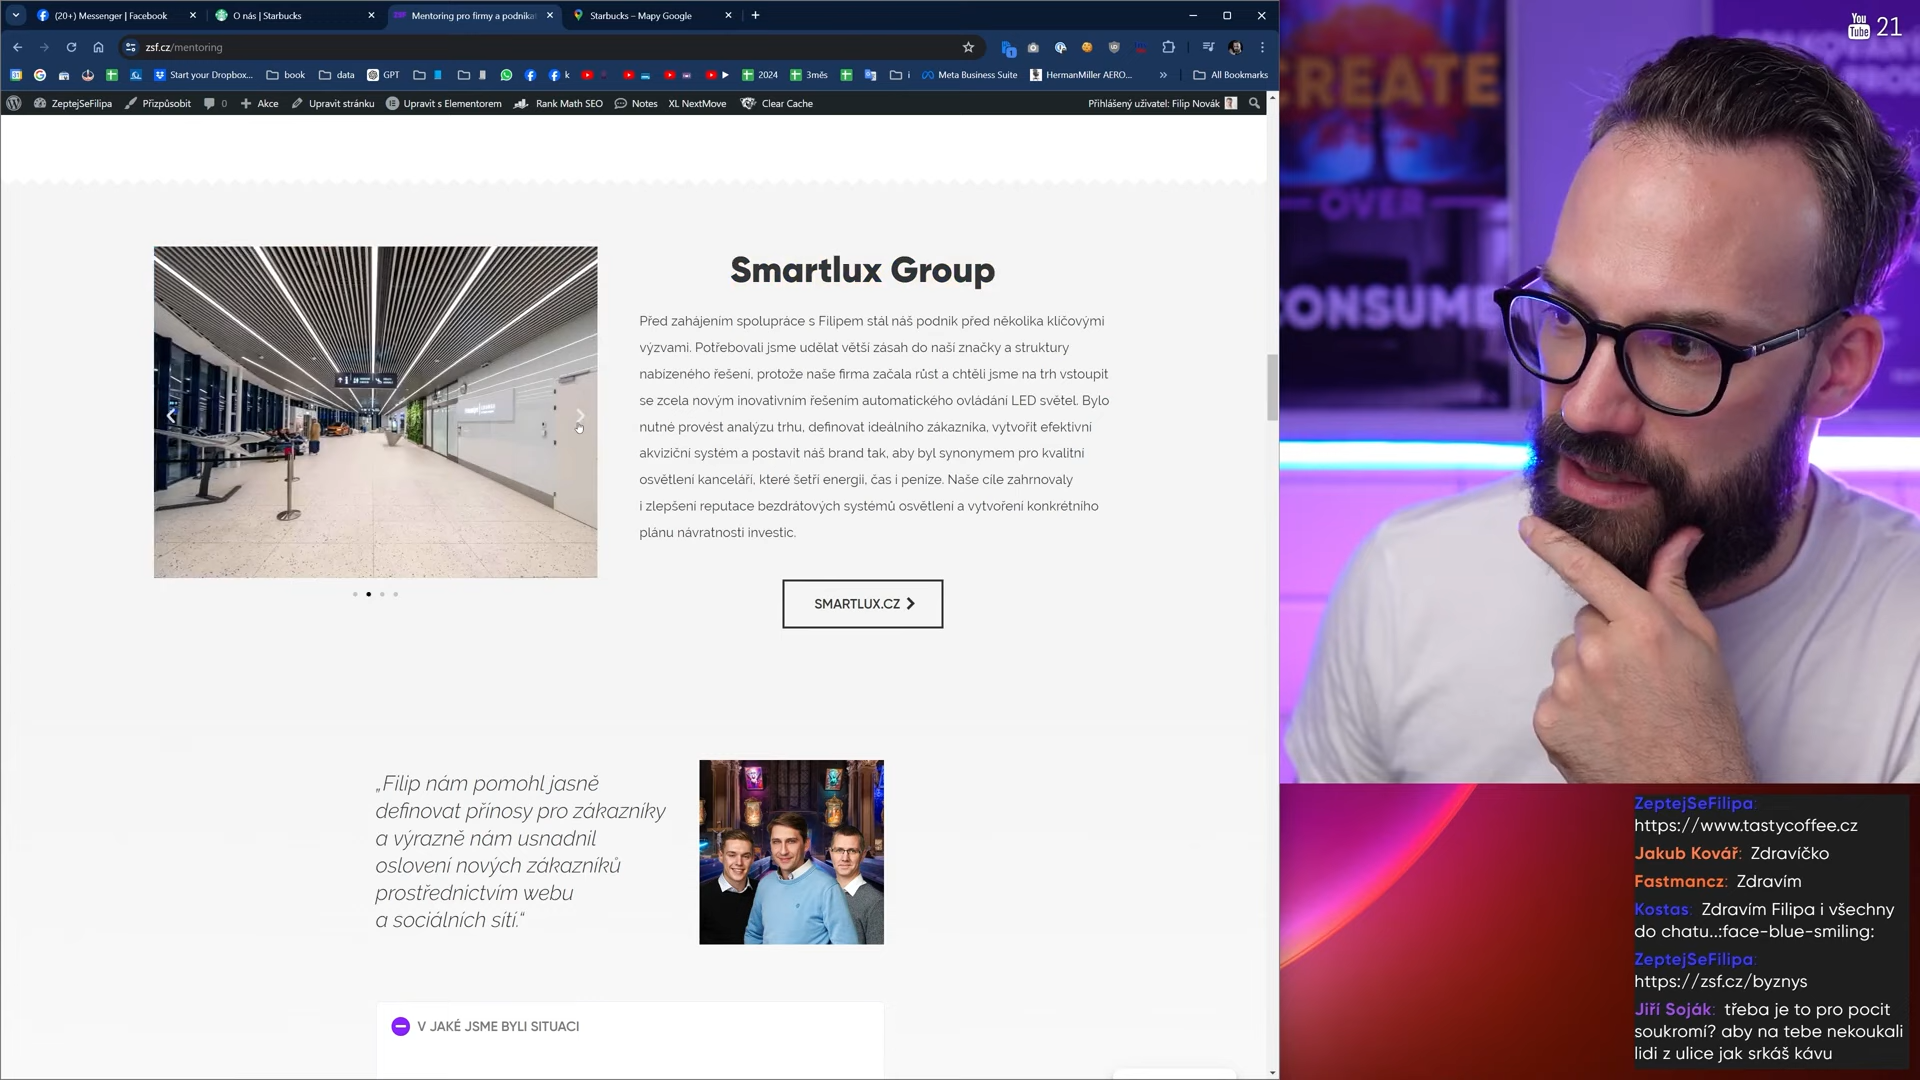 (20+) Messenger | Facebook
O nás | Starbucks
Mentoring pro firmy a podnikat
Starbucks – Mapy Google
zsf.cz/mentoring
Start your Dropbox...
book
data
GPT
k
2024
3měs
i
Meta Business Suite
HermanMiller AERO...
All Bookmarks
ZeptejSeFilipa
Přizpůsobit
0
Akce
Upravit stránku
Upravit s Elementorem
Rank Math SEO
Notes
XL NextMove
Clear Cache
Přihlášený uživatel: Filip Novák
Smartlux Group
Před zahájením spolupráce s Filipem stál náš podnik před několika klíčovými
výzvami. Potřebovali jsme udělat větší zásah do naší značky a struktury
nabízeného řešení, protože naše firma začala růst a chtěli jsme na trh vstoupit
se zcela novým inovativním řešením automatického ovládání LED světel. Bylo
nutné provést analýzu trhu, definovat ideálního zákazníka, vytvořit efektivní
akviziční systém a postavit náš brand tak, aby byl synonymem pro kvalitní
osvětlení kanceláří, které šetří energii, čas i peníze. Naše cíle zahrnovaly
i zlepšení reputace bezdrátových systémů osvětlení a vytvoření konkrétního
plánu návratnosti investic.
SMARTLUX.CZ
„Filip nám pomohl jasně
definovat přínosy pro zákazníky
a výrazně nám usnadnil
oslovení nových zákazníků
prostřednictvím webu
a sociálních sítí.“
V JAKÉ JSME BYLI SITUACI
CREATE
OVER
CONSUME
You
Tube
21
ZeptejSeFilipa:
https://www.tastycoffee.cz
Jakub Kovář: Zdravíčko
Fastmancz: Zdravím
Kostas: Zdravím Filipa i všechny
do chatu..:face-blue-smiling:
ZeptejSeFilipa:
https://zsf.cz/byznys
Jiří Soják: třeba je to pro pocit
soukromí? aby na tebe nekoukali
lidi z ulice jak srkáš kávu